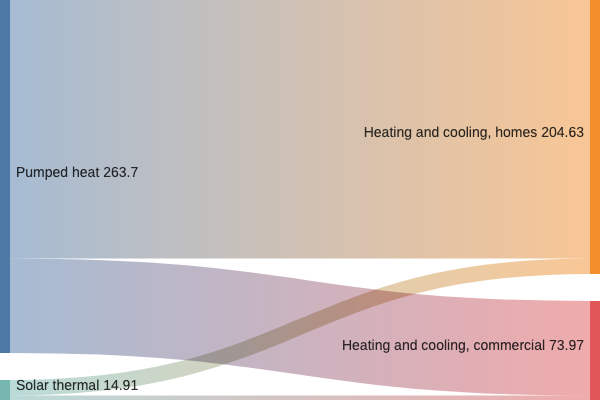 Heating and cooling, homes 204.63
Pumped heat 263.7
Heating and cooling, commercial 73.97
Solar thermal 14.91